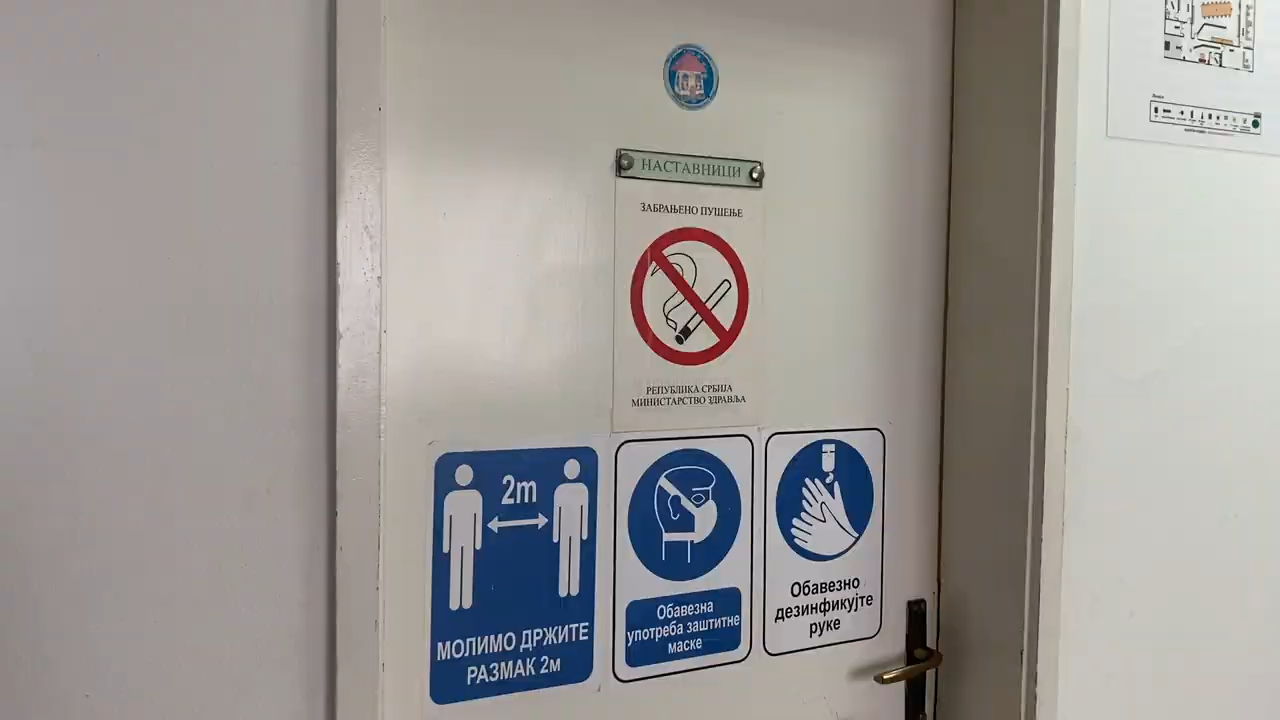 НАСТАВНИЦИ
ЗАБРАЊЕНО ПУШЕЊЕ
РЕПУБЛИКА СРБИЈА
МИНИСТАРСТВО ЗДРАВЉА
2m
МОЛИМО ДРЖИТЕ
РАЗМАК 2м
Обавезна
употреба заштитне
маске
Обавезно
дезинфикујте
руке